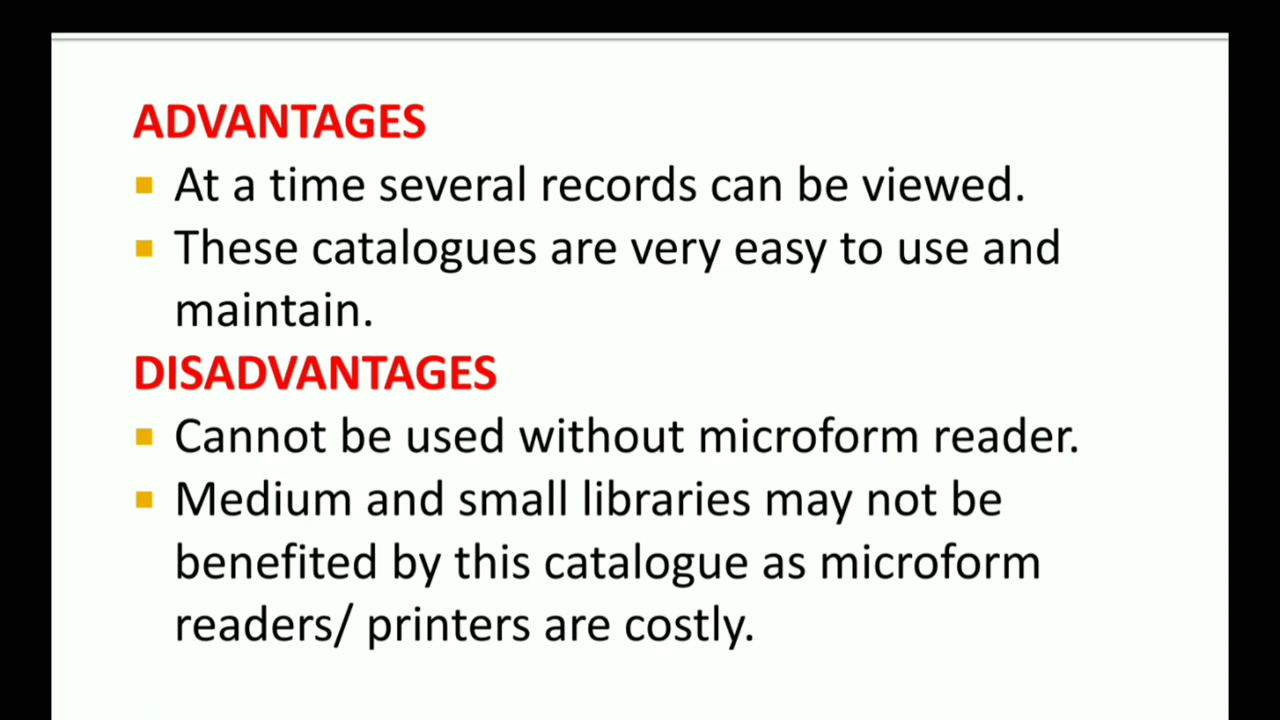 ADVANTAGES
At a time several records can be viewed.
These catalogues are very easy to use and
maintain.
DISADVANTAGES
Cannot be used without microform reader.
Medium and small libraries may not be
benefited by this catalogue as microform
readers/ printers are costly.